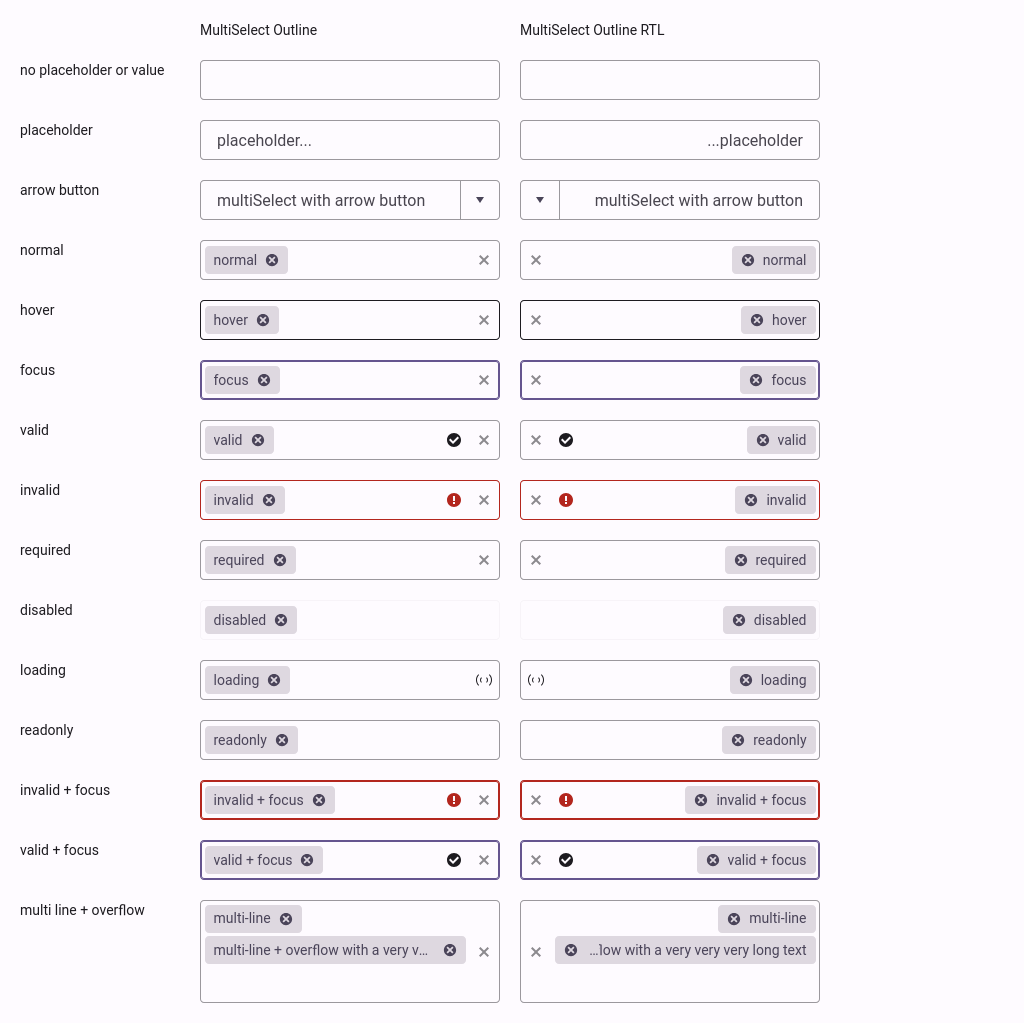 MultiSelect Outline MultiSelect Outline RTL
no placeholder or value
placeholder placeholder... ...placeholder
arrow button multiSelect with arrow button multiSelect with arrow button
normal normal normal
hover hover hover
focus focus focus
valid valid valid
invalid invalid invalid
required required required
disabled disabled disabled
loading loading loading
readonly readonly readonly
invalid + focus invalid + focus invalid + focus
valid + focus valid + focus valid + focus
multi line + overflow multi-line multi-line
multi-line + overflow with a very v... ...low with a very very very long text